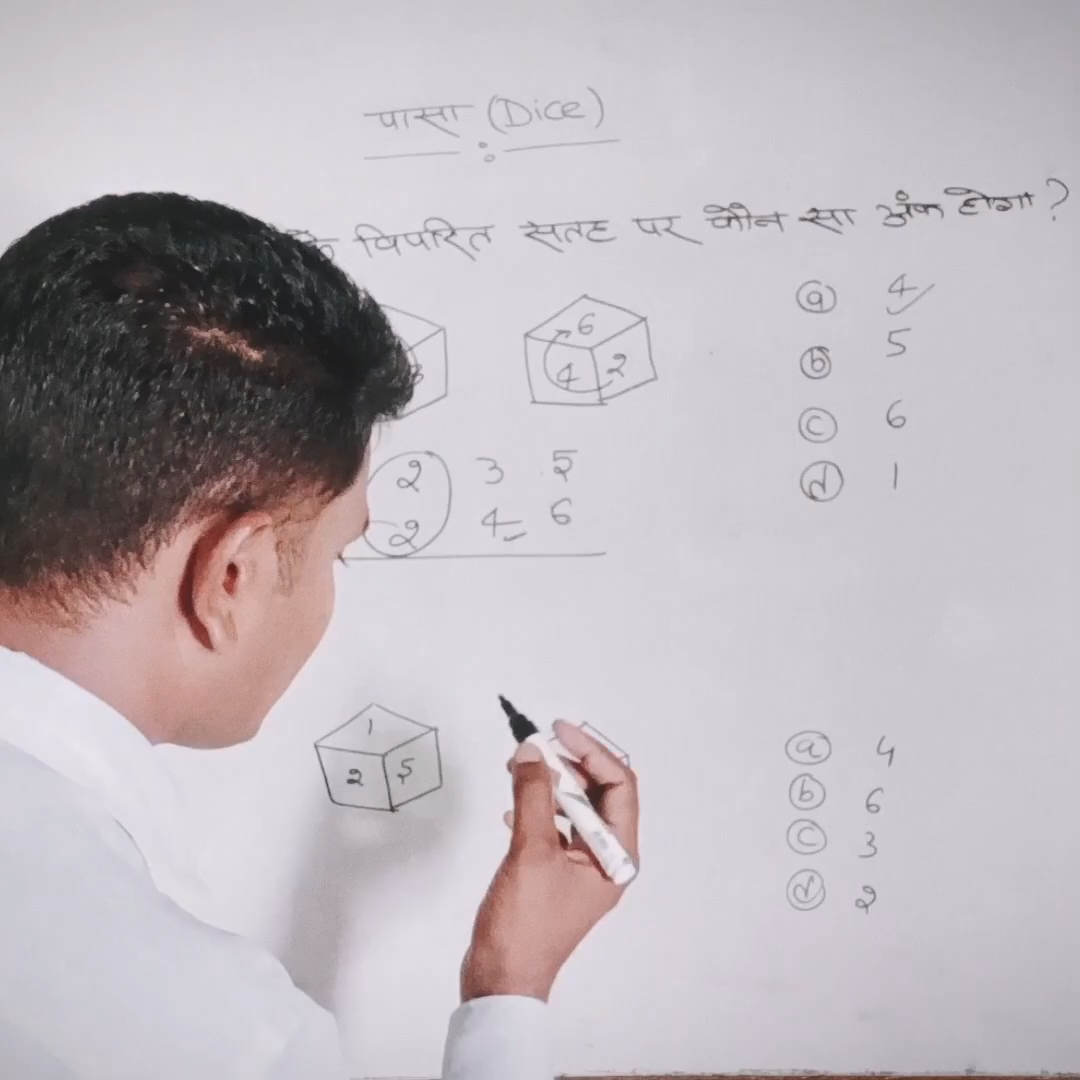 पासा (Dice)
के विपरित सतह पर कौन सा अंक होगा ?
6
4 2
a 4
b 5
c 6
d 1
2 3 5
2 4 6
1
2 5
a 4
b 6
c 3
d 2